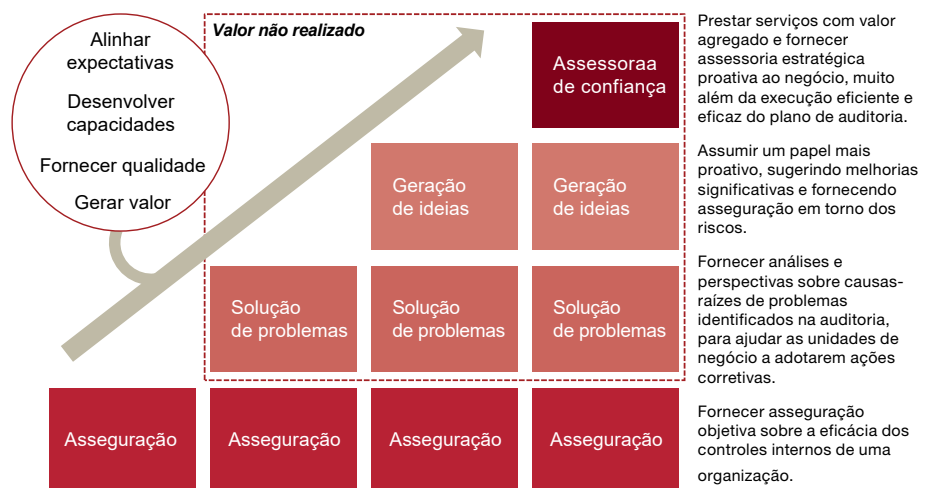 Alinhar
expectativas
Desenvolver
capacidades
Fornecer qualidade
Gerar valor
Valor não realizado
Assessoraa
de confiança
Prestar serviços com valor
agregado e fornecer
assessoria estratégica
proativa ao negócio, muito
além da execução eficiente e
eficaz do plano de auditoria.
Geração
de ideias
Geração
de ideias
Assumir um papel mais
proativo, sugerindo melhorias
significativas e fornecendo
asseguração em torno dos
riscos.
Solução
de problemas
Solução
de problemas
Solução
de problemas
Fornecer análises e
perspectivas sobre causas-
raízes de problemas
identificados na auditoria,
para ajudar as unidades de
negócio a adotarem ações
corretivas.
Asseguração
Asseguração
Asseguração
Asseguração
Fornecer asseguração
objetiva sobre a eficácia dos
controles internos de uma
organização.